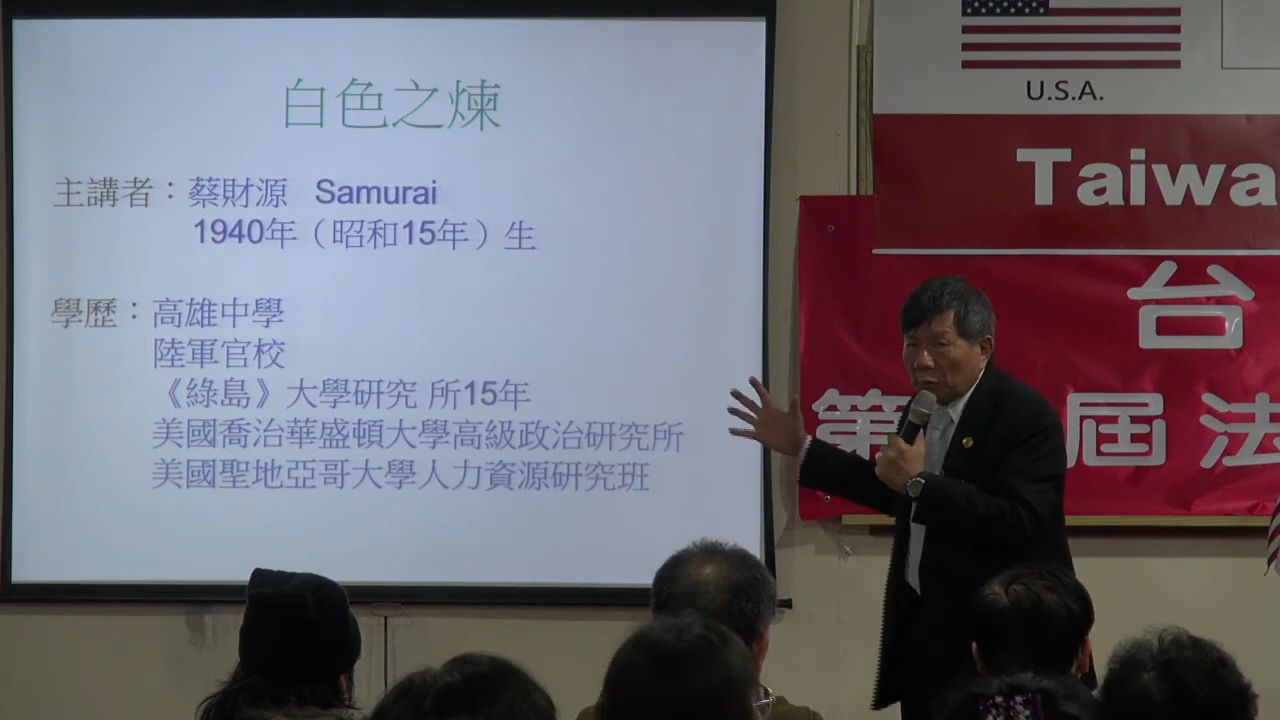 白色之煉
主講者：蔡財源 Samurai
1940年（昭和15年）生
學歷：高雄中學
陸軍官校
《綠島》大學研究 所15年
美國喬治華盛頓大學高級政治研究所
美國聖地亞哥大學人力資源研究班
U.S.A.
Taiwa
台
第 屆 法